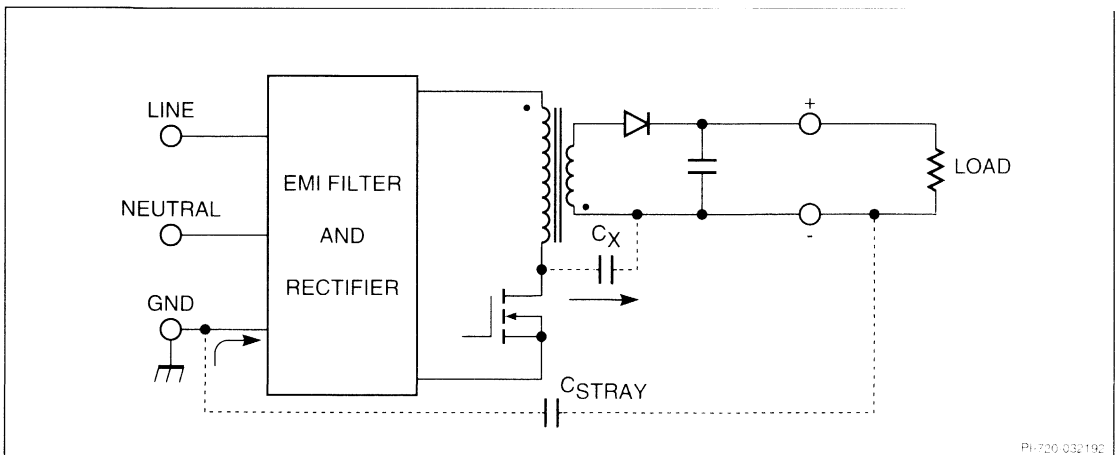 LINE
NEUTRAL
GND
EMI FILTER
AND
RECTIFIER
CX
CSTRAY
+
-
LOAD
PI-720-032192